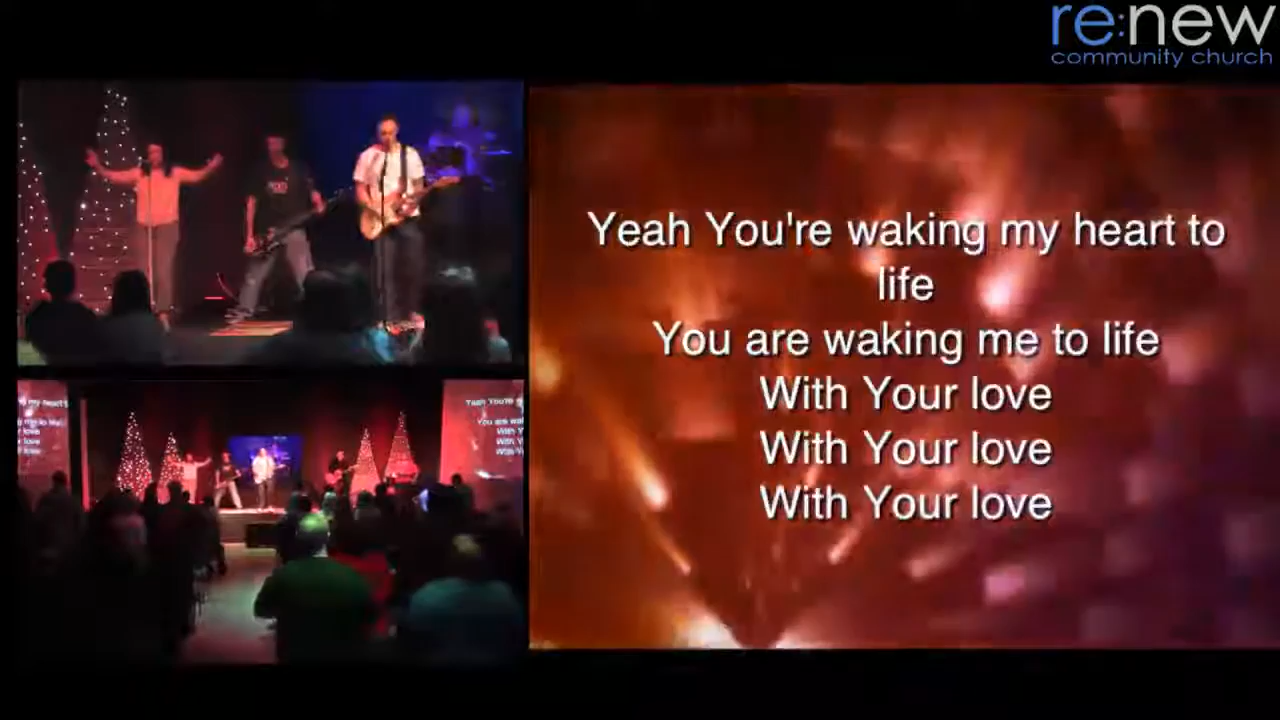 re:new
community church
Yeah You're waking my heart to
life
You are waking me to life
With Your love
With Your love
With Your love